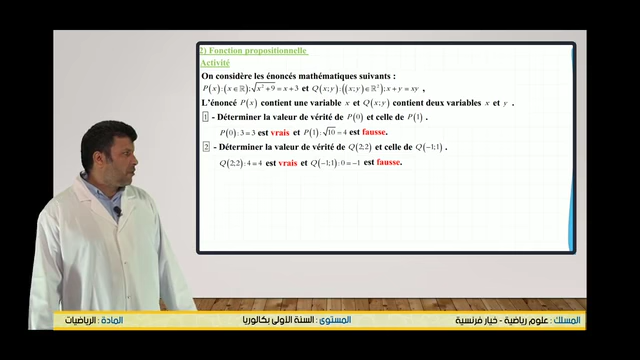 2) Fonction propositionnelle
Activité
On considère les énoncés mathématiques suivants :
P(x):(x∈ℝ);√x²+9 = x+3 et Q(x;y):((x;y)∈ℝ²);x+y=xy ,
L'énoncé P(x) contient une variable x et Q(x;y) contient deux variables x et y .
1 - Déterminer la valeur de vérité de P(0) et celle de P(1) .
P(0):3=3 est vrais et P(1):√10=4 est fausse.
2 - Déterminer la valeur de vérité de Q(2;2) et celle de Q(-1;1) .
Q(2;2):4=4 est vrais et Q(-1;1):0=-1 est fausse.
المسلك : علوم رياضية - خيار فرنسية المستوى : السنة الأولى بكالوريا المادة : الرياضيات